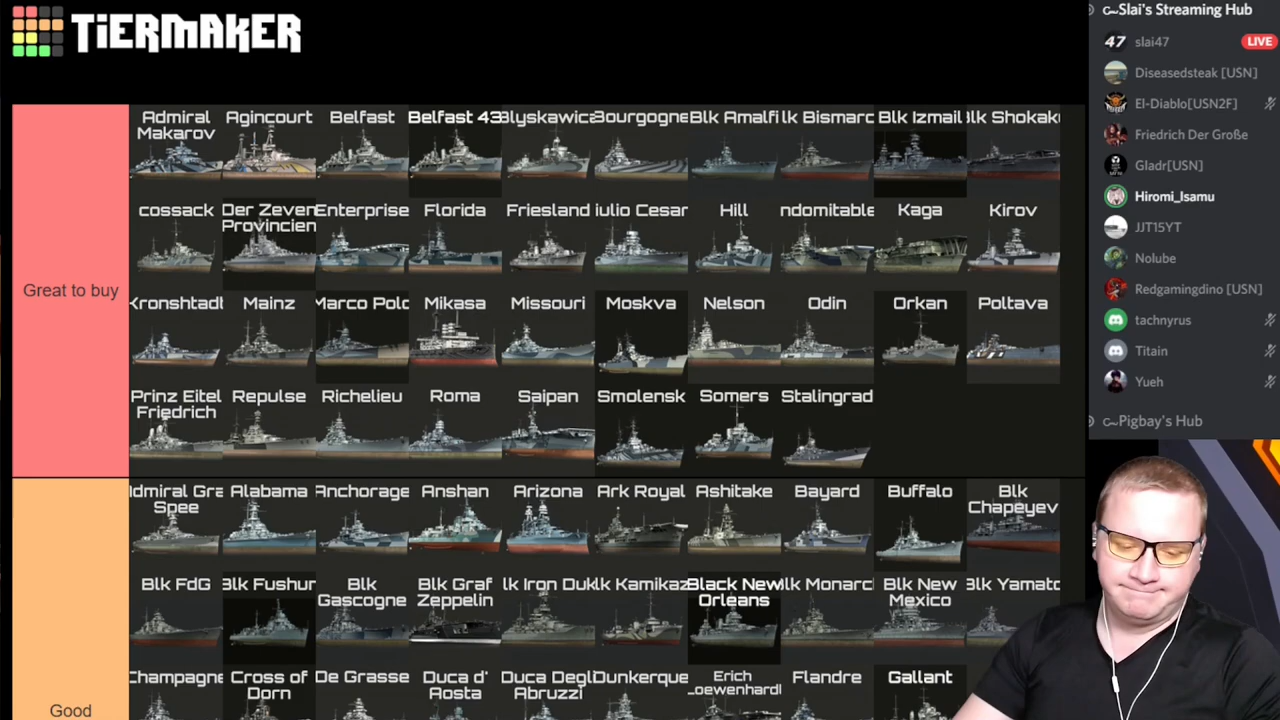 TiERMAKER
Slai's Streaming Hub
47 slai47 LIVE
Diseasedsteak [USN]
El-Diablo[USN2F]
Friedrich Der Große
Gladr[USN]
Hiromi_Isamu
JJT15YT
Nolube
Redgamingdino [USN]
tachnyrus
Titain
Yueh
Pigbay's Hub
Great to buy
Admiral Makarov
Agincourt
Belfast
Belfast 43
Blyskawica
Bourgogne
Blk Amalfi
lk Bismarc
Blk Izmail
Blk Shokaku
cossack
Der Zeven Provincien
Enterprise
Florida
Friesland
iulio Cesar
Hill
ndomitable
Kaga
Kirov
Kronshtadt
Mainz
Marco Polo
Mikasa
Missouri
Moskva
Nelson
Odin
Orkan
Poltava
Prinz Eitel Friedrich
Repulse
Richelieu
Roma
Saipan
Smolensk
Somers
Stalingrad
Good
dmiral Gra Spee
Alabama
Anchorage
Anshan
Arizona
Ark Royal
Ashitake
Bayard
Buffalo
Blk Chapeyev
Blk FdG
Blk Fushun
Blk Gascogne
Blk Graf Zeppelin
lk Iron Duk
lk Kamikaz
Black New Orleans
lk Monarc
Blk New Mexico
Blk Yamato
Champagne
Cross of Dorn
De Grasse
Duca d' Aosta
Duca Degl Abruzzi
Dunkerque
Erich Loewenhardt
Flandre
Gallant